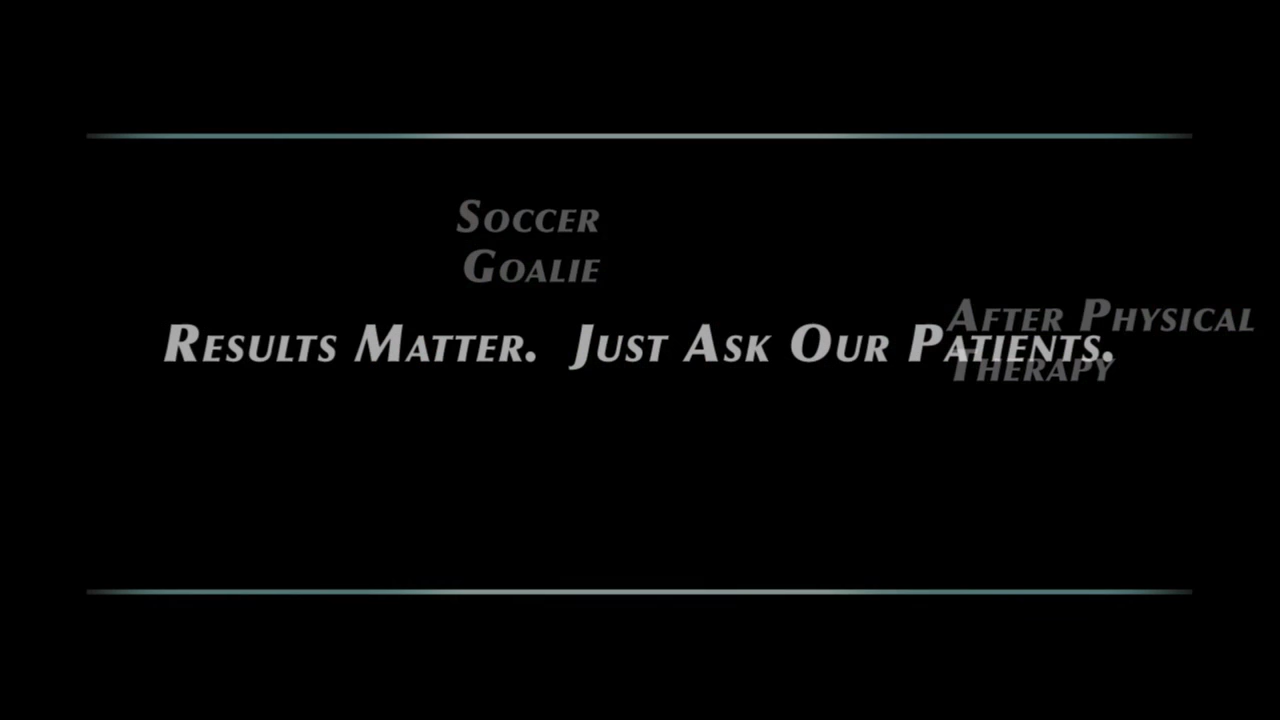 Soccer
Goalie
After Physical
Results Matter. Just Ask Our Patients.
Therapy